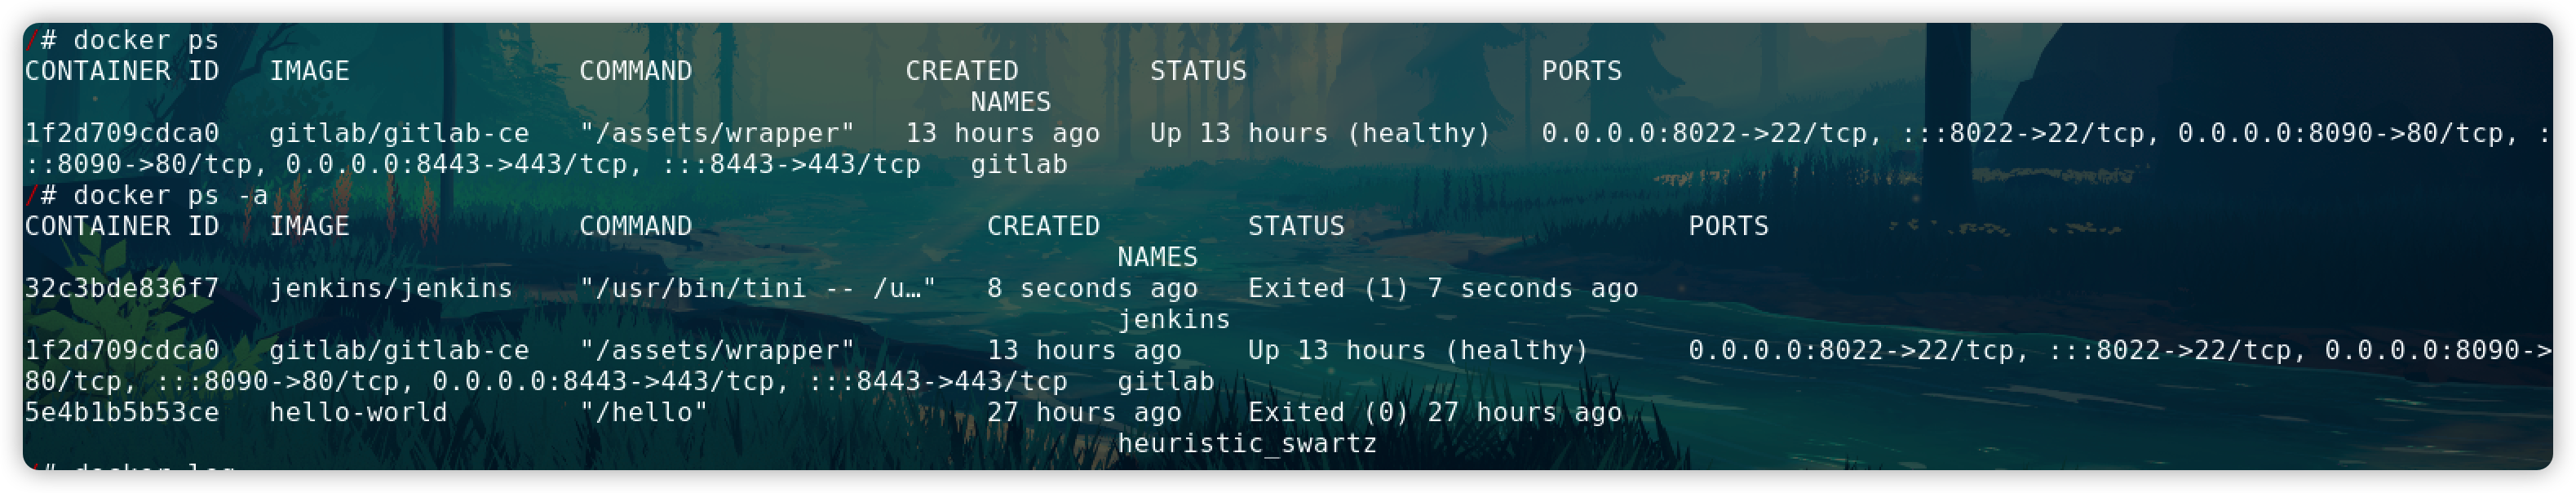 /# docker ps
CONTAINER ID   IMAGE              COMMAND             CREATED        STATUS                  PORTS
NAMES
1f2d709cdca0   gitlab/gitlab-ce   "/assets/wrapper"   13 hours ago   Up 13 hours (healthy)   0.0.0.0:8022->22/tcp, :::8022->22/tcp, 0.0.0.0:8090->80/tcp, :
::8090->80/tcp, 0.0.0.0:8443->443/tcp, :::8443->443/tcp   gitlab
/# docker ps -a
CONTAINER ID   IMAGE              COMMAND                  CREATED         STATUS                     PORTS
NAMES
32c3bde836f7   jenkins/jenkins    "/usr/bin/tini -- /u…"   8 seconds ago   Exited (1) 7 seconds ago
jenkins
1f2d709cdca0   gitlab/gitlab-ce   "/assets/wrapper"        13 hours ago    Up 13 hours (healthy)      0.0.0.0:8022->22/tcp, :::8022->22/tcp, 0.0.0.0:8090->
80/tcp, :::8090->80/tcp, 0.0.0.0:8443->443/tcp, :::8443->443/tcp   gitlab
5e4b1b5b53ce   hello-world        "/hello"                 27 hours ago    Exited (0) 27 hours ago
heuristic_swartz
/# docker log